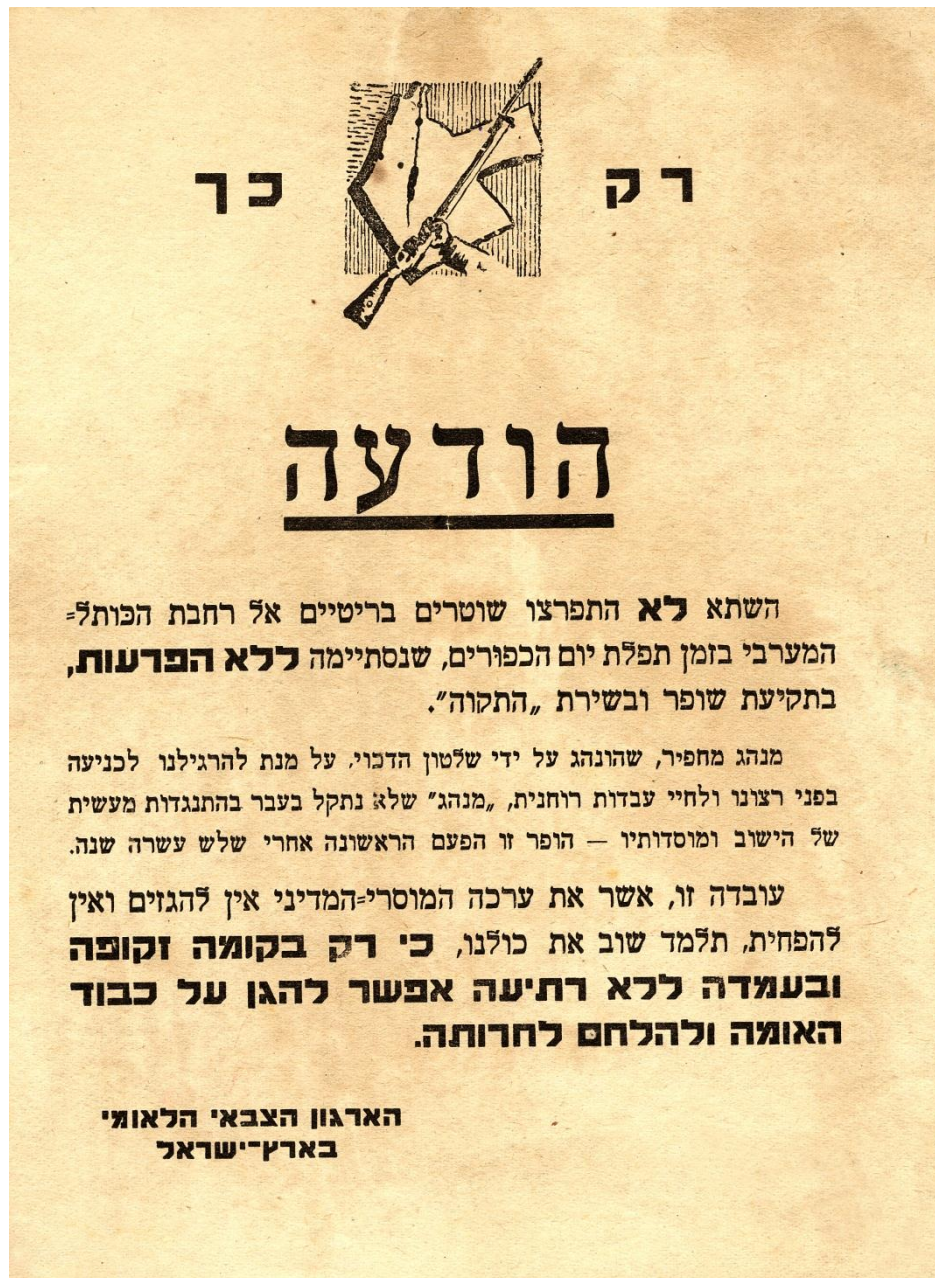 רק כך
הודעה
השתא לא התפרצו שוטרים בריטיים אל רחבת הכותל=
המערבי בזמן תפלת יום הכפורים, שנסתיימה ללא הפרעות,
בתקיעת שופר ובשירת „התקוה".
מנהג מחפיר, שהונהג על ידי שלטון הדכוי, על מנת להרגילנו לכניעה
בפני רצונו ולחיי עבדות רוחנית, „מנהג" שלא נתקל בעבר בהתנגדות מעשית
של הישוב ומוסדותיו — הופר זו הפעם הראשונה אחרי שלש עשרה שנה.
עובדה זו, אשר את ערכה המוסרי=המדיני אין להגזים ואין
להפחית, תלמד שוב את כולנו, כי רק בקומה זקופה
ובעמדה ללא רתיעה אפשר להגן על כבוד
האומה ולהלחם לחרותה.
הארגון הצבאי הלאומי
בארץ־ישראל